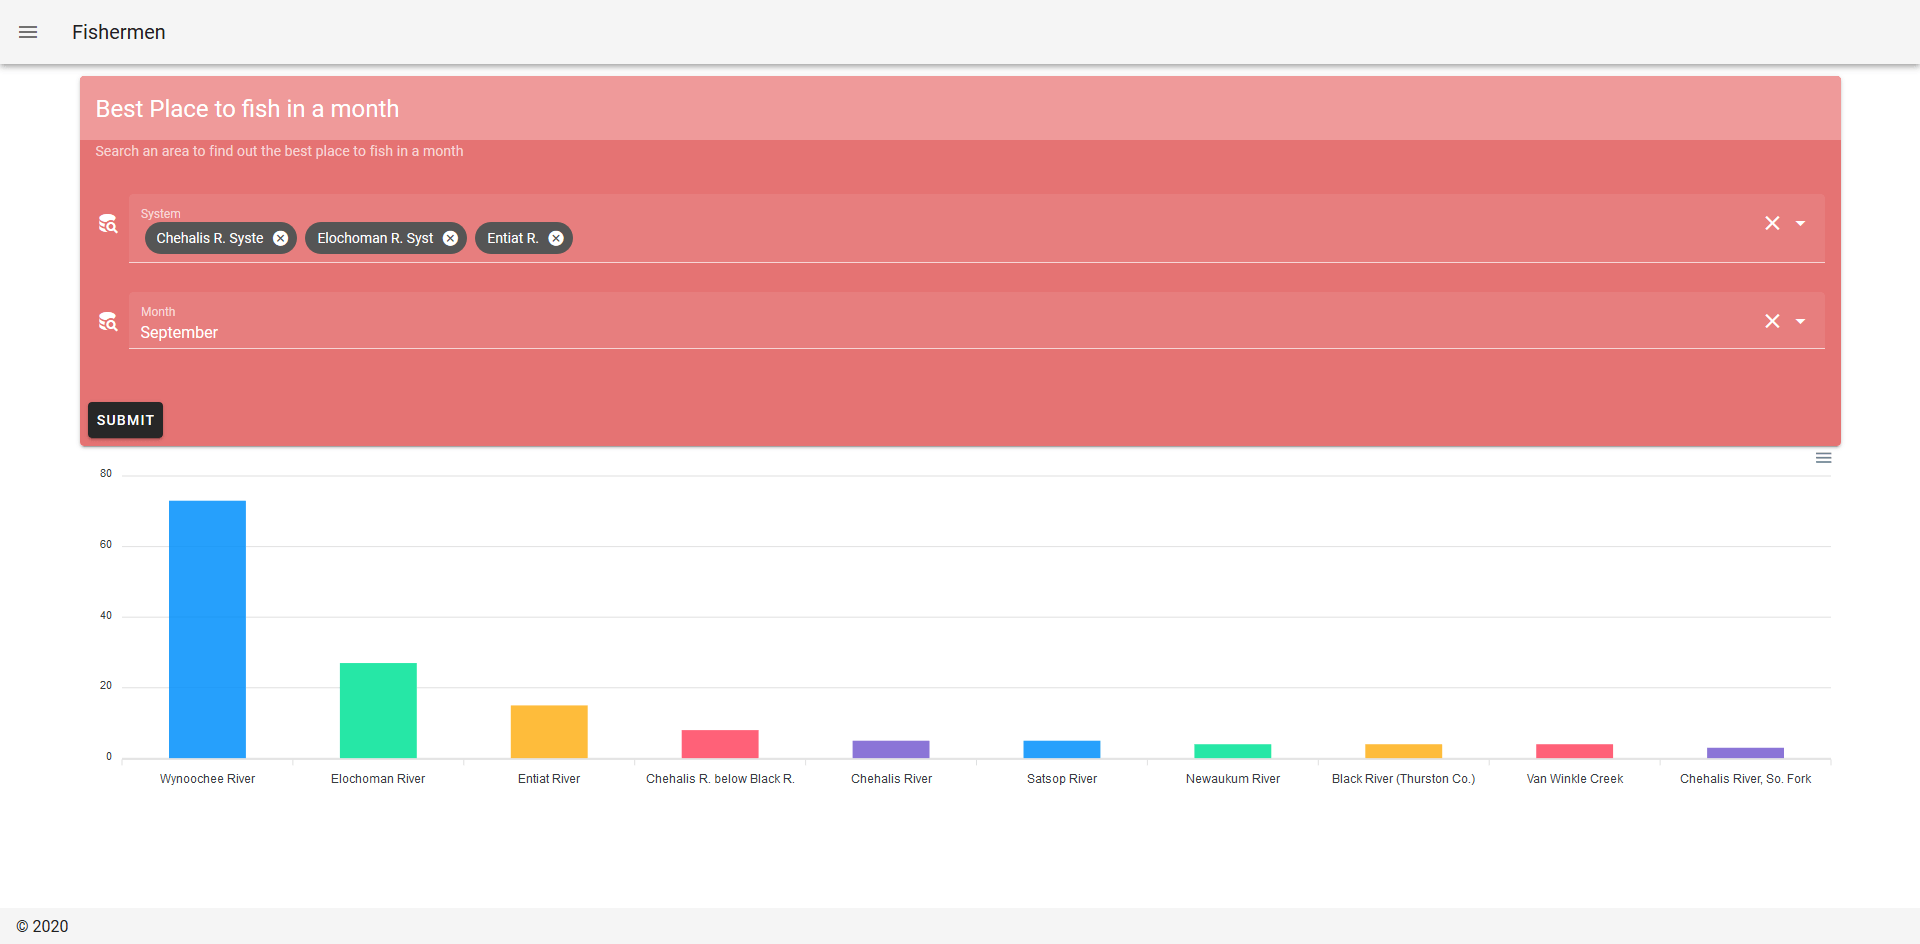 Fishermen
Best Place to fish in a month
Search an area to find out the best place to fish in a month
System
Chehalis R. Syste Elochoman R. Syst Entiat R.
Month
September
SUBMIT
80
60
40
20
0
Wynoochee River Elochoman River Entiat River Chehalis R. below Black R. Chehalis River Satsop River Newaukum River Black River (Thurston Co.) Van Winkle Creek Chehalis River, So. Fork
© 2020